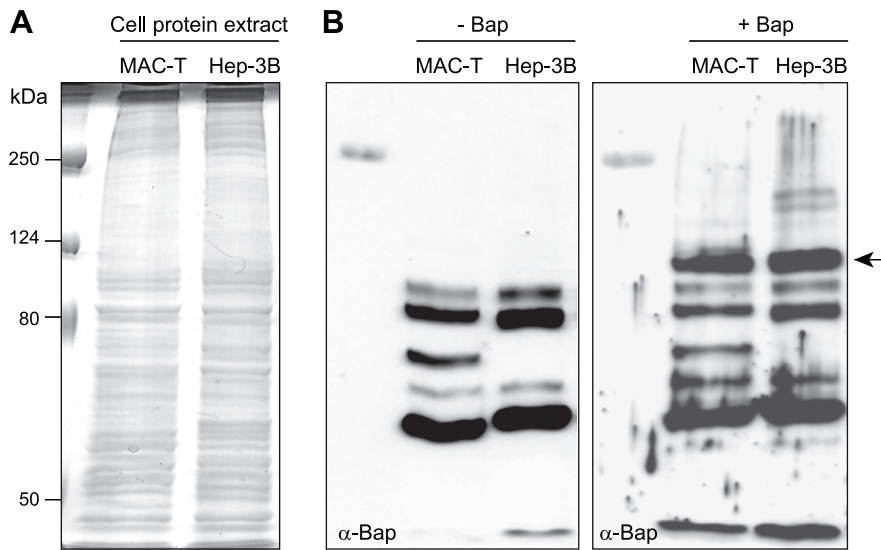 A
Cell protein extract
MAC-T Hep-3B
kDa
250
124
80
50
B
- Bap
+ Bap
MAC-T Hep-3B
MAC-T Hep-3B
α-Bap
α-Bap